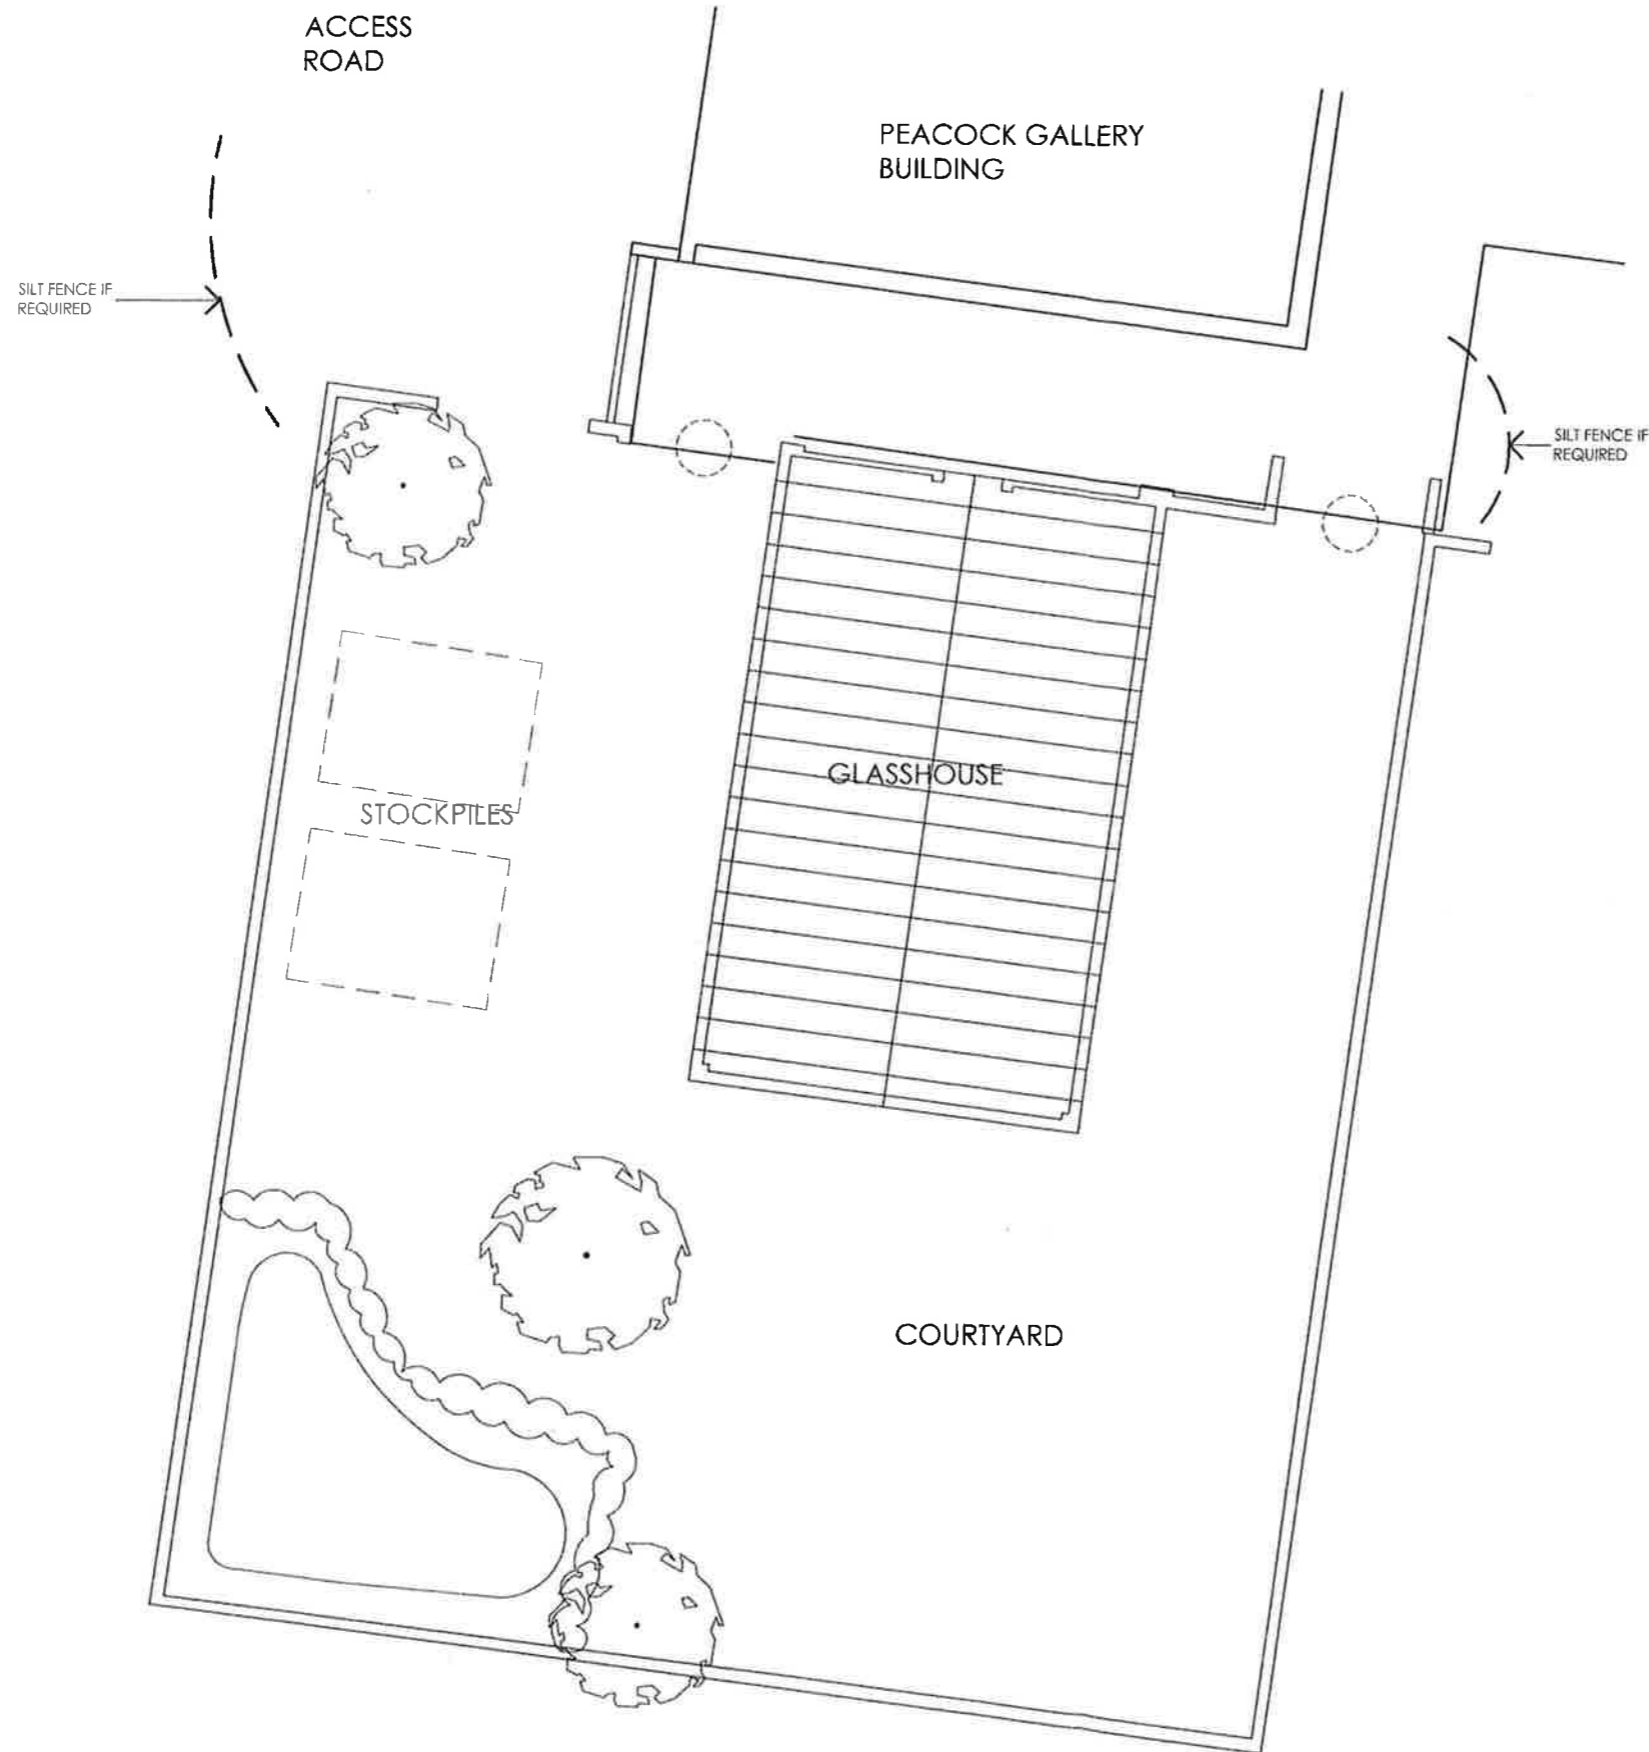 ACCESS
ROAD
PEACOCK GALLERY
BUILDING
SILT FENCE IF
REQUIRED
SILT FENCE IF
REQUIRED
GLASSHOUSE
STOCKPILES
COURTYARD